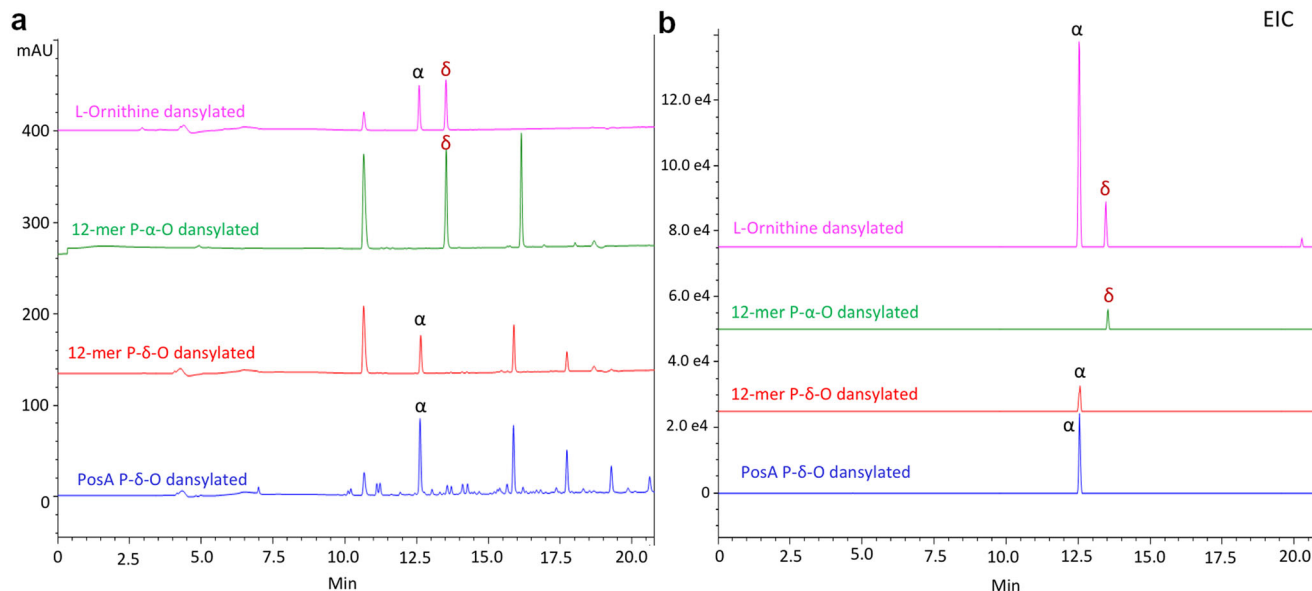 a
mAU
α
δ
L-Ornithine dansylated
400
δ
12-mer P-α-O dansylated
300
200
12-mer P-δ-O dansylated
α
100
α
PosA P-δ-O dansylated
0
0 2.5 5.0 7.5 10.0 12.5 15.0 17.5 20.0
Min
b
EIC
α
12.0 e4
10.0 e4
δ
8.0 e4
L-Ornithine dansylated
6.0 e4
δ
12-mer P-α-O dansylated
4.0 e4
α
12-mer P-δ-O dansylated
2.0 e4
α
PosA P-δ-O dansylated
0
0 2.5 5.0 7.5 10.0 12.5 15.0 17.5 20.0
Min